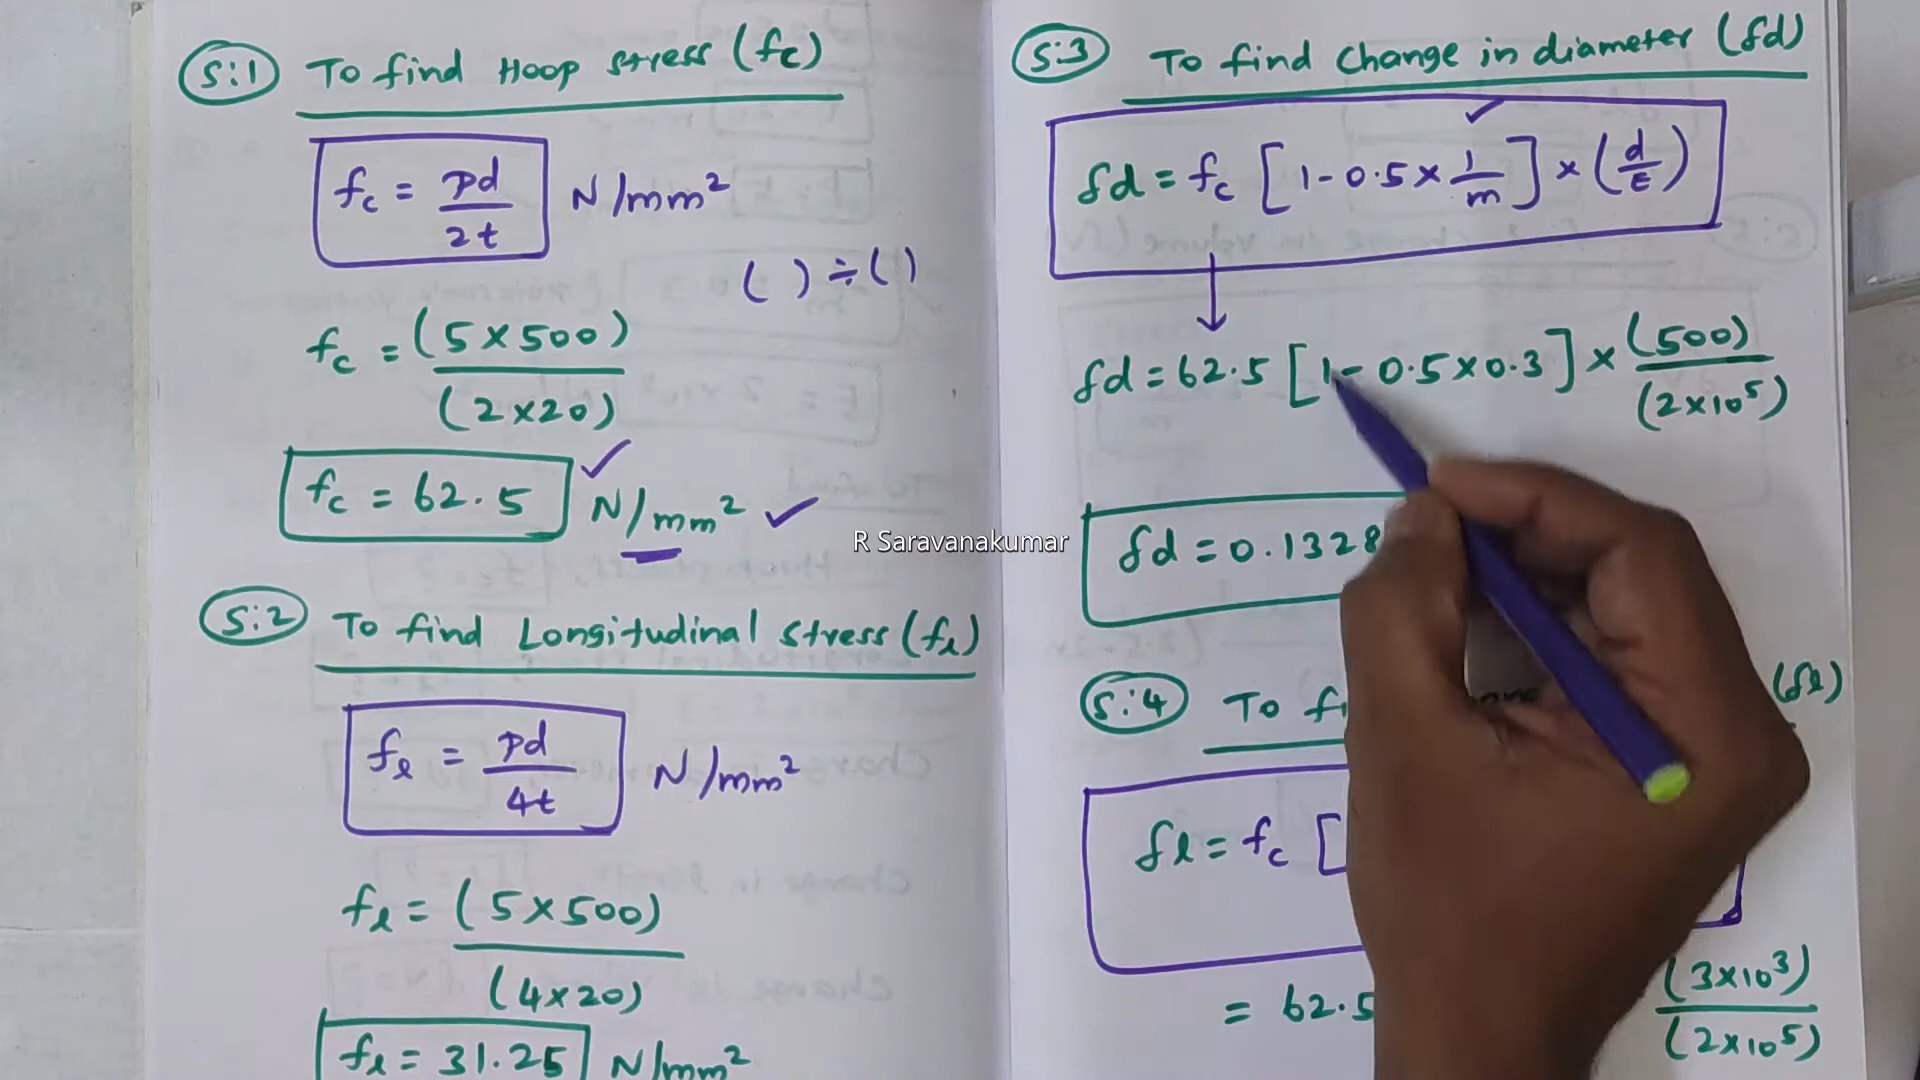 S:1 To find Hoop stress (fc)
fc = pd / 2t N/mm²
( ) ÷ ( )
fc = (5 × 500) / (2 × 20)
fc = 62.5 N/mm²
S:2 To find Longitudinal stress (fl)
fl = pd / 4t N/mm²
fl = (5 × 500) / (4 × 20)
fl = 31.25 N/mm²
S:3 To find change in diameter (δd)
δd = fc [1 - 0.5 × 1/m] × (d/E)
δd = 62.5 [1 - 0.5 × 0.3] × (500) / (2×10⁵)
δd = 0.1328
S:4 To (δl)
δl = fc [
= 62.5 (3×10³) / (2×10⁵)
R Saravanakumar